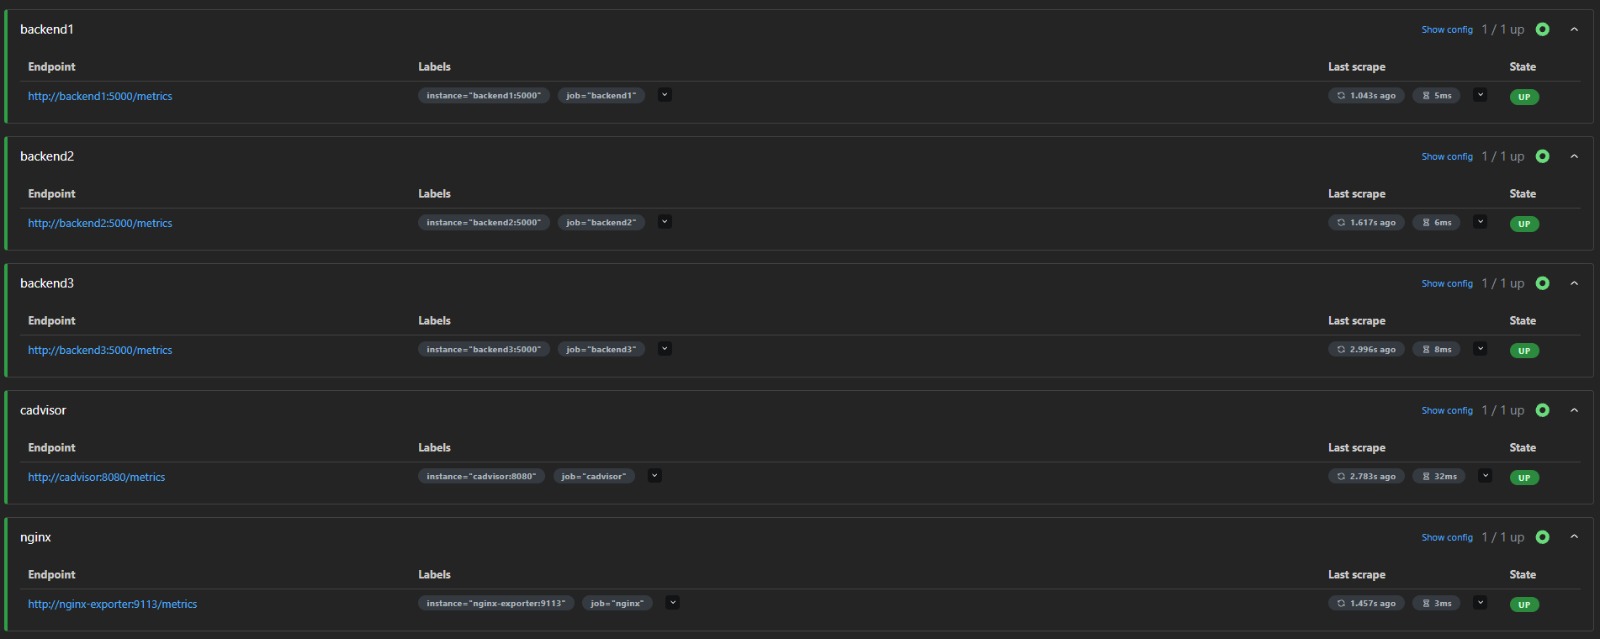 backend1 Show config 1 / 1 up
Endpoint Labels Last scrape State
http://backend1:5000/metrics instance="backend1:5000" job="backend1" 1.043s ago 5ms UP
backend2 Show config 1 / 1 up
Endpoint Labels Last scrape State
http://backend2:5000/metrics instance="backend2:5000" job="backend2" 1.617s ago 6ms UP
backend3 Show config 1 / 1 up
Endpoint Labels Last scrape State
http://backend3:5000/metrics instance="backend3:5000" job="backend3" 2.996s ago 8ms UP
cadvisor Show config 1 / 1 up
Endpoint Labels Last scrape State
http://cadvisor:8080/metrics instance="cadvisor:8080" job="cadvisor" 2.783s ago 32ms UP
nginx Show config 1 / 1 up
Endpoint Labels Last scrape State
http://nginx-exporter:9113/metrics instance="nginx-exporter:9113" job="nginx" 1.457s ago 3ms UP